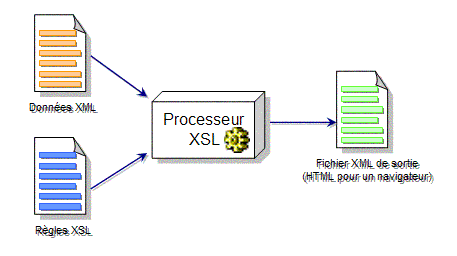 Données XML
Processeur
XSL
Fichier XML de sortie
(HTML pour un navigateur)
Règles XSL